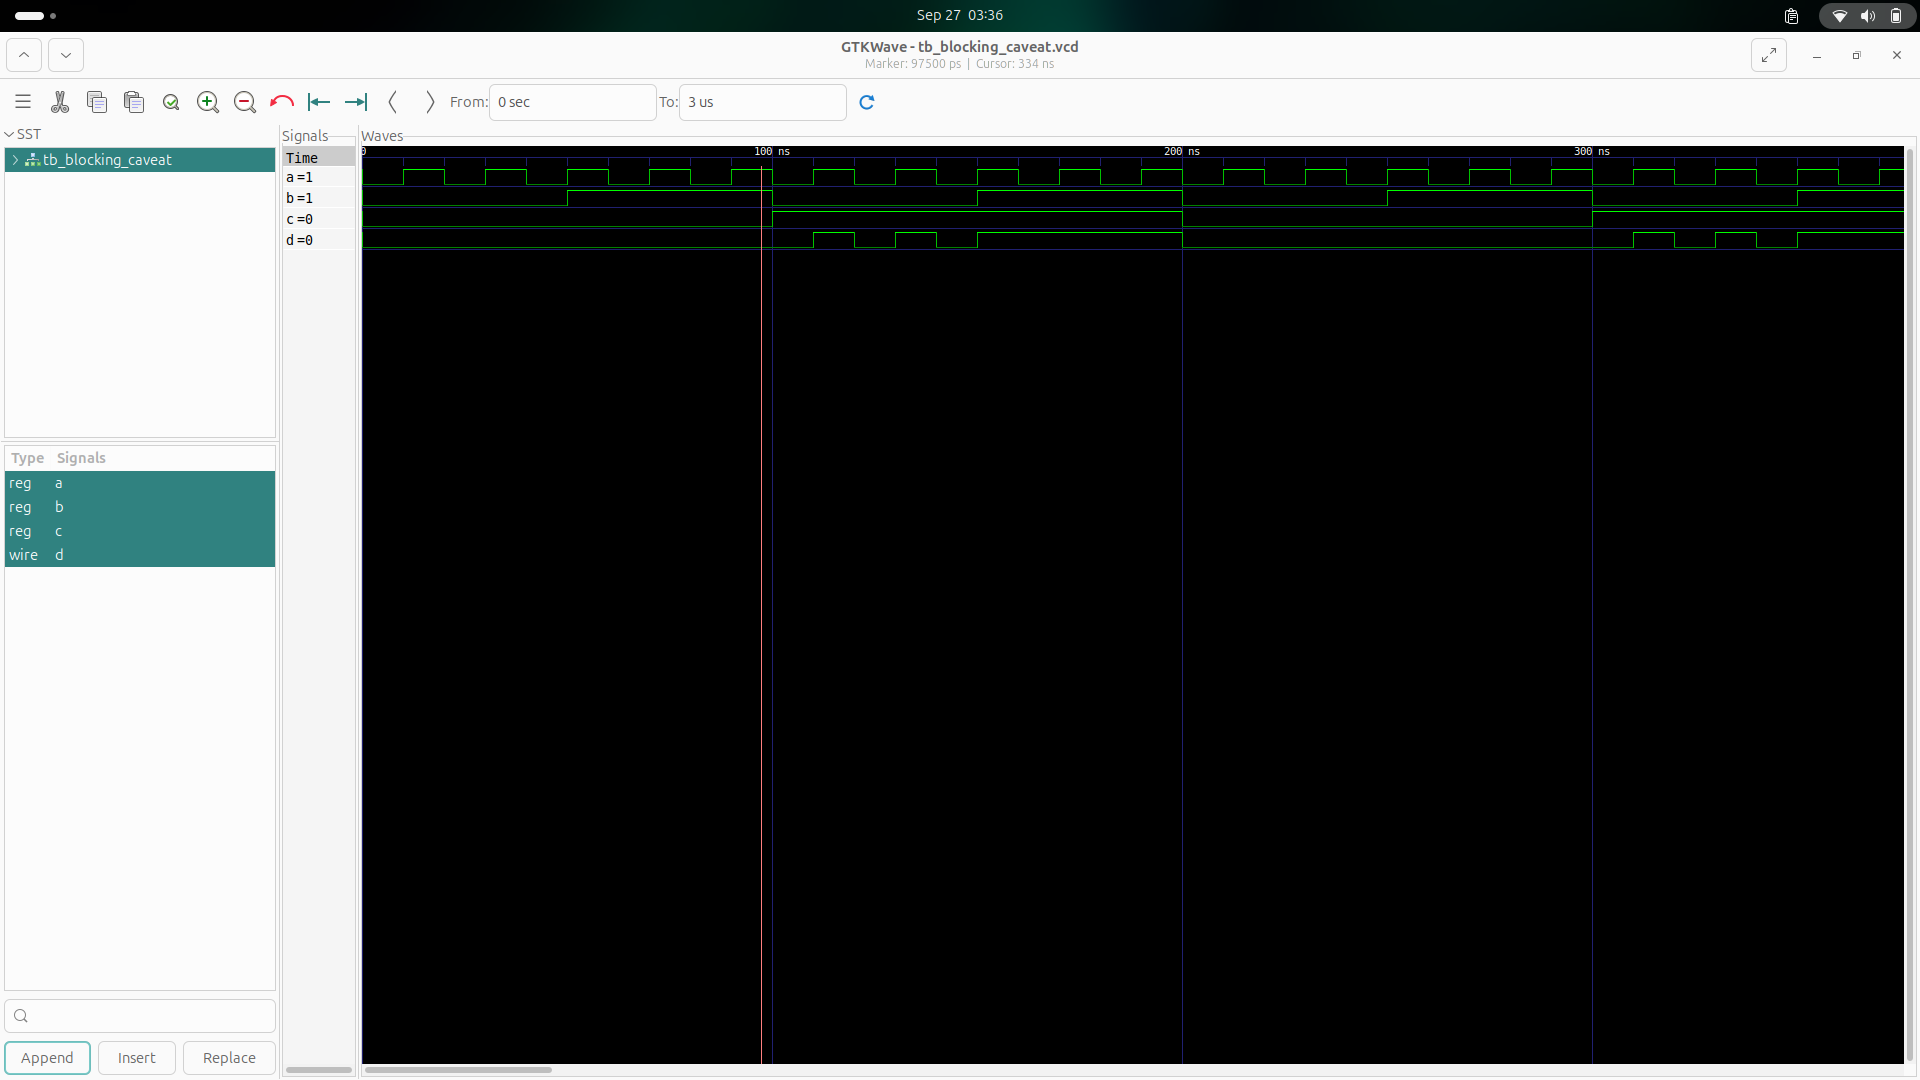 Sep 27 03:36
GTKWave - tb_blocking_caveat.vcd
Marker: 97500 ps | Cursor: 334 ns
From: 0 sec To: 3 us
SST
tb_blocking_caveat
Type Signals
reg a
reg b
reg c
wire d
Append Insert Replace
Signals
Time
a=1
b=1
c=0
d=0
Waves
0 100 ns 200 ns 300 ns